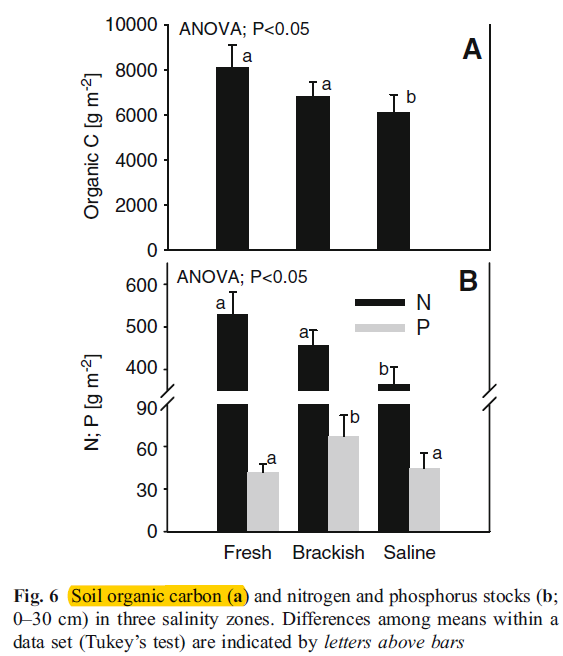 10000
ANOVA; P<0.05
A
a
8000
a
b
6000
Organic C [g m-2]
4000
2000
0
ANOVA; P<0.05
B
600
a
N
500
a
P
400
b
N; P [g m-2]
90
b
60
a
a
30
0
Fresh Brackish Saline
Fig. 6 Soil organic carbon (a) and nitrogen and phosphorus stocks (b;
0–30 cm) in three salinity zones. Differences among means within a
data set (Tukey's test) are indicated by letters above bars